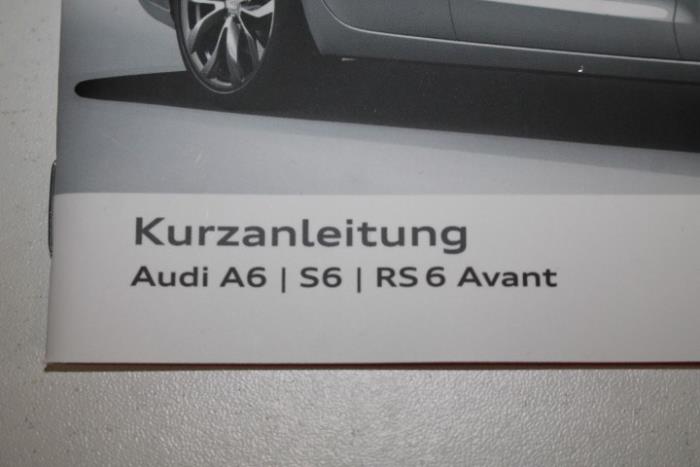 Kurzanleitung
Audi A6 | S6 | RS 6 Avant